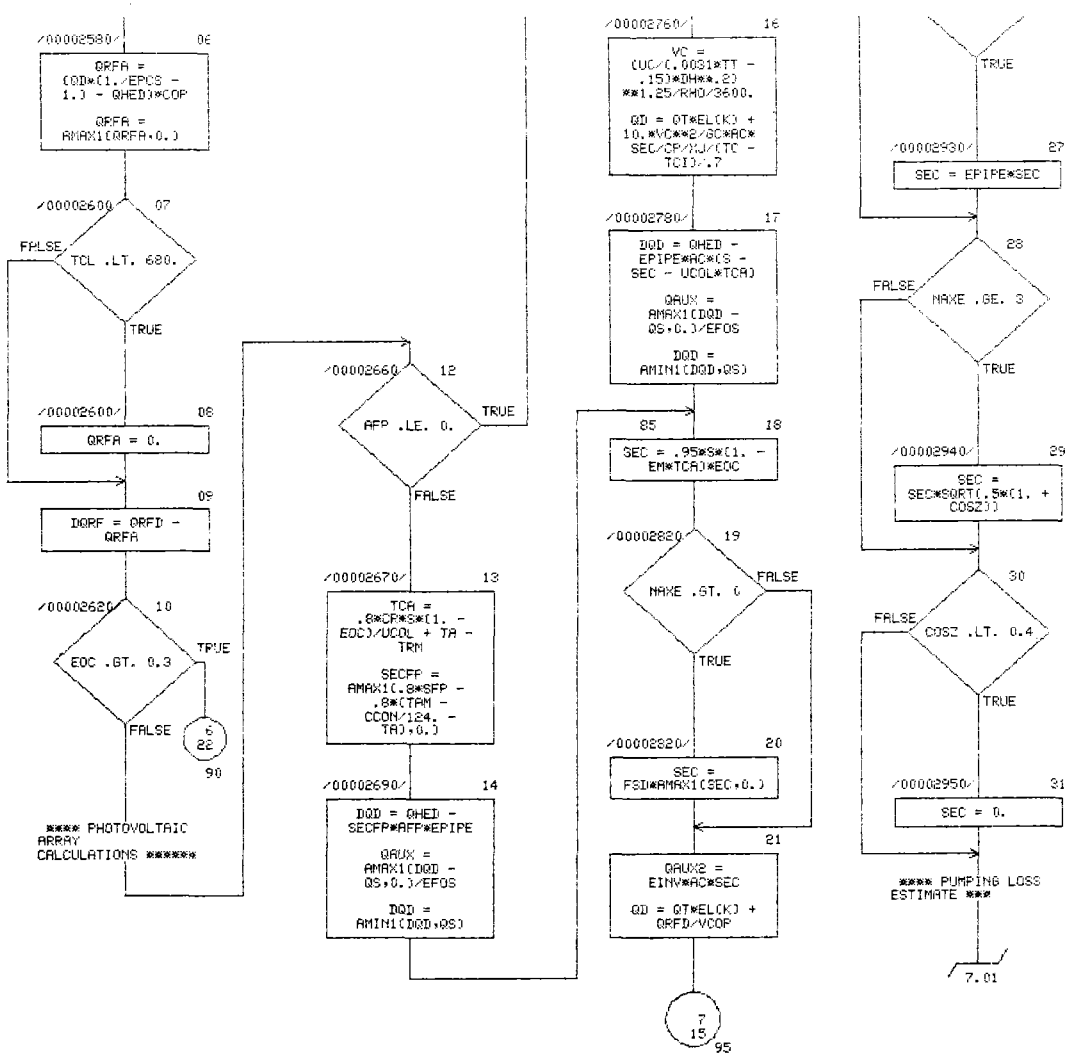 /00002580/ 06
QRFA =
(QD*(1./EPCS -
1.) - QHED)*COP
QRFA =
AMAX1(QRFA,0.)
/00002600 07
TCL .LT. 680.
FALSE
TRUE
/00002600/ 08
QRFA = 0.
09
DQRF = QRFD -
QRFA
/00002620 10
EOC .GT. 0.3
TRUE
FALSE
6
22
90
**** PHOTOVOLTAIC
ARRAY
CALCULATIONS ******
/00002660 12
AFP .LE. 0.
TRUE
FALSE
/00002670/ 13
TCA =
.8*CR*S*(1. -
EOC)/UCOL + TA -
TRM
SECFP =
AMAX1(.8*SFP -
.8*(TAM -
CCON/124. -
TA),0.)
/00002690/ 14
DQD = QHED -
SECFP*AFP*EPIPE
QAUX =
AMAX1(DQD -
QS,0.)/EFOS
DQD =
AMIN1(DQD,QS)
/00002760/ 16
VC =
(UC/(.0031*TT -
.15)*DH**.2)
**1.25/RHO/3600.
QD = QT*EL(K) +
10.*VC**2/GC*AC*
SEC/CP/XJ/(TC -
TCI)/.7
/00002780/ 17
DQD = QHED -
EPIPE*AC*(S -
SEC - UCOL*TCA)
QAUX =
AMAX1(DQD -
QS,0.)/EFOS
DQD =
AMIN1(DQD,QS)
85 18
SEC = .95*S*(1. -
EM*TCA)*EOC
/00002820 19
NAXE .GT. 0
FALSE
TRUE
/00002820/ 20
SEC =
FSD*AMAX1(SEC,0.)
21
QAUX2 =
EINV*AC*SEC
QD = QT*EL(K) +
QRFD/VCOP
7
15
95
TRUE
/00002930/ 27
SEC = EPIPE*SEC
28
NAXE .GE. 3
FALSE
TRUE
/00002940/ 29
SEC =
SEC*SQRT(.5*(1. +
COSZ))
30
COSZ .LT. 0.4
FALSE
TRUE
/00002950/ 31
SEC = 0.
**** PUMPING LOSS
ESTIMATE ***
7.01